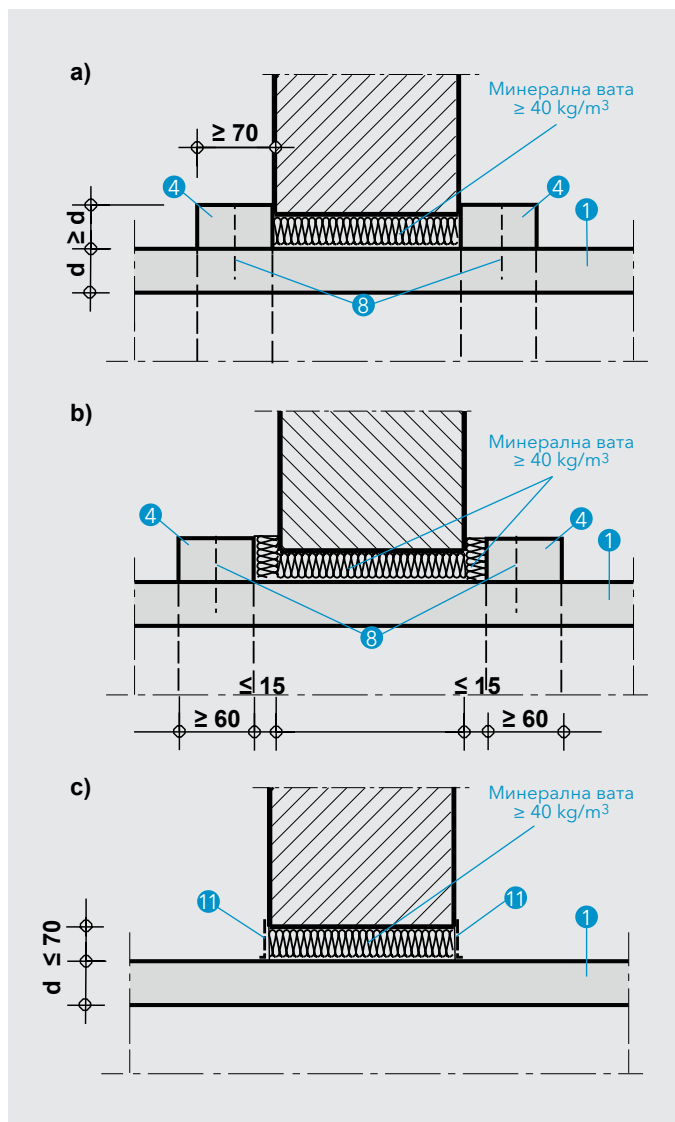 a)
Минерална вата
≥ 40 kg/m³
≥ 70
4
4
1
≥ d
d
8
b)
Минерална вата
≥ 40 kg/m³
4
4
1
8
≤ 15
≤ 15
≥ 60
≥ 60
c)
Минерална вата
≥ 40 kg/m³
11
11
1
≤ 70
d